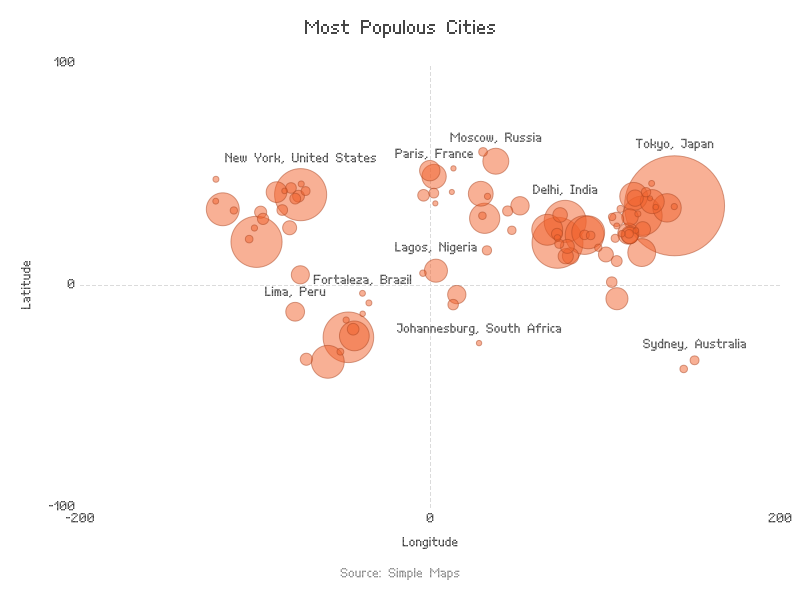 Most Populous Cities
100
Moscow, Russia
Tokyo, Japan
Paris, France
New York, United States
Delhi, India
Lagos, Nigeria
Fortaleza, Brazil
0
Lima, Peru
Latitude
Johannesburg, South Africa
Sydney, Australia
-100
-200
0
200
Longitude
Source: Simple Maps